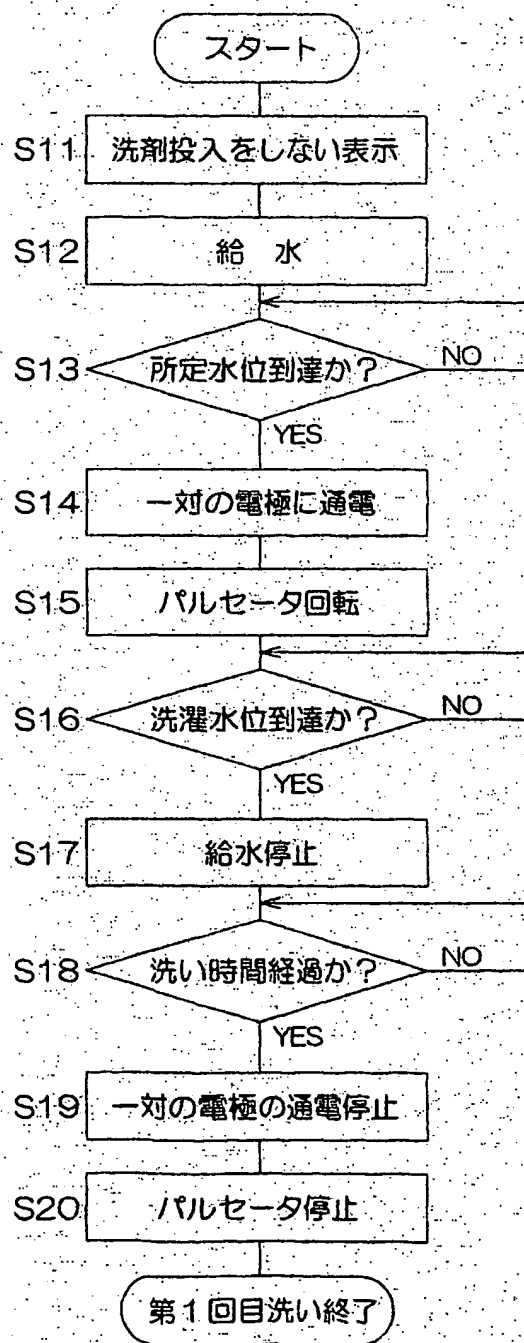 スタート
S11 洗剤投入をしない表示
S12 給 水
S13 所定水位到達か? NO
YES
S14 一対の電極に通電
S15 パルセータ回転
S16 洗濯水位到達か? NO
YES
S17 給水停止
S18 洗い時間経過か? NO
YES
S19 一対の電極の通電停止
S20 パルセータ停止
第1回目洗い終了